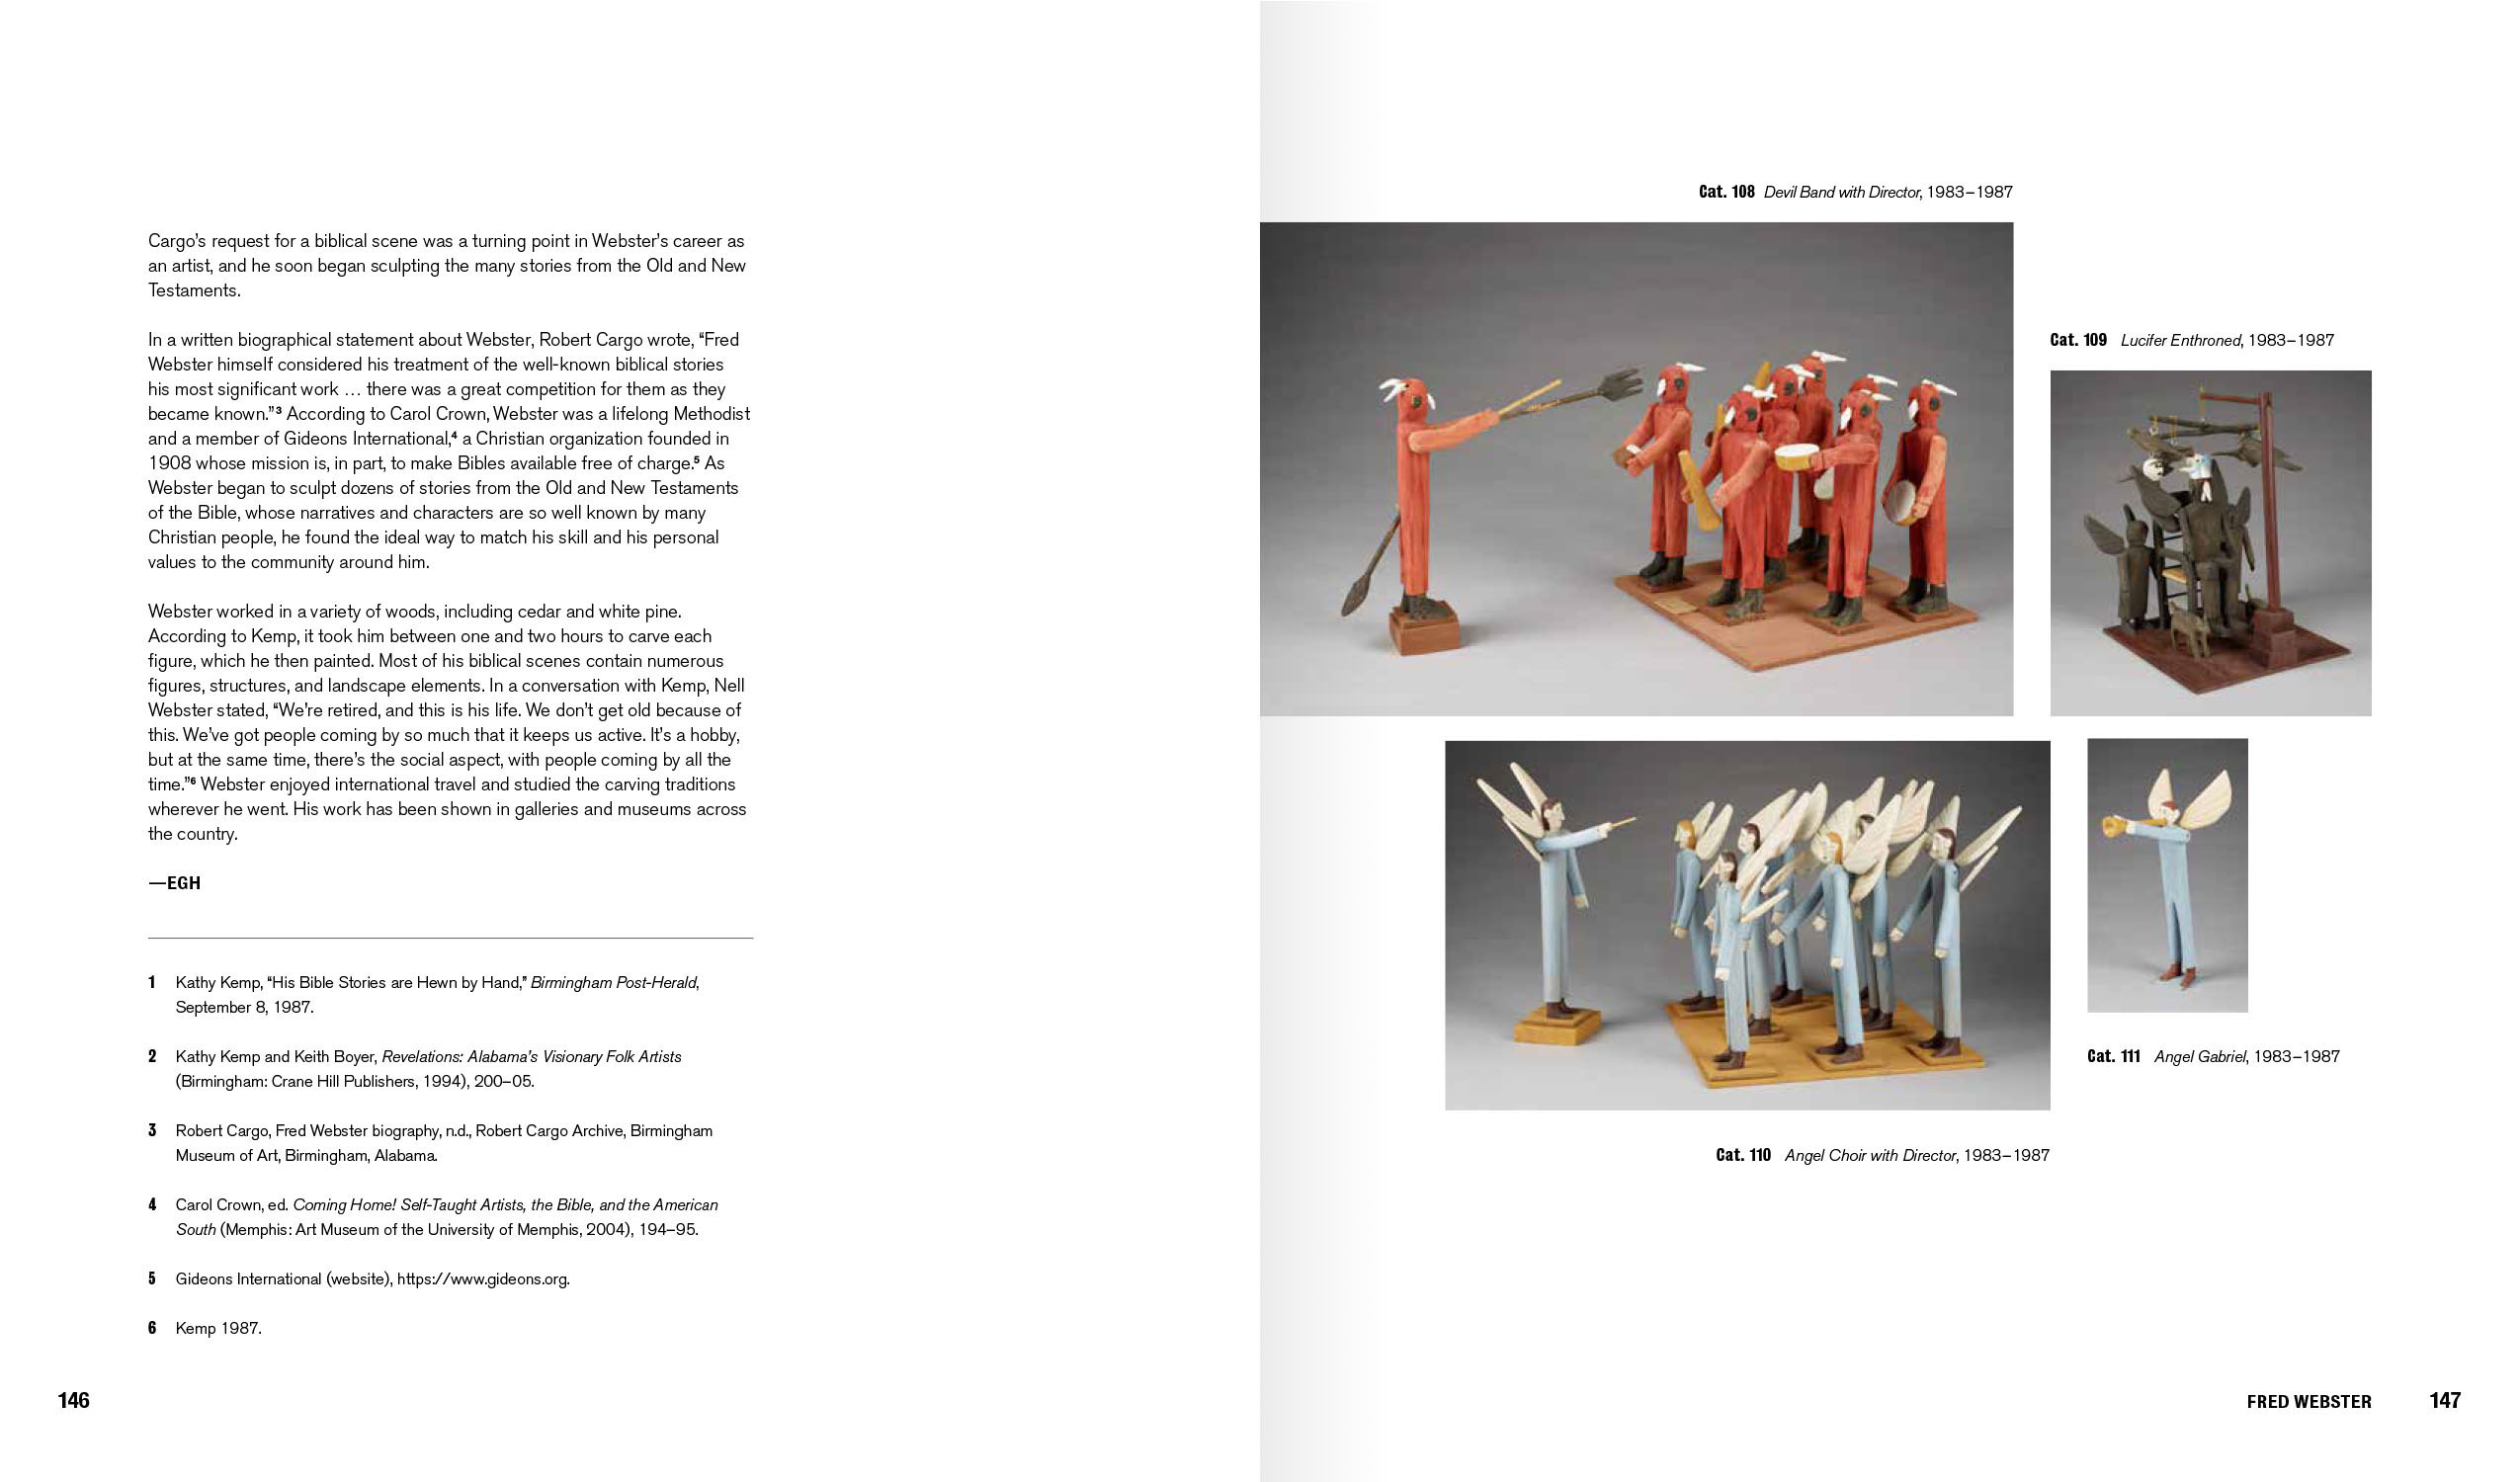 Cargo’s request for a biblical scene was a turning point in Webster’s career as
an artist, and he soon began sculpting the many stories from the Old and New
Testaments.
In a written biographical statement about Webster, Robert Cargo wrote, “Fred
Webster himself considered his treatment of the well-known biblical stories
his most significant work … there was a great competition for them as they
became known.”³ According to Carol Crown, Webster was a lifelong Methodist
and a member of Gideons International,⁴ a Christian organization founded in
1908 whose mission is, in part, to make Bibles available free of charge.⁵ As
Webster began to sculpt dozens of stories from the Old and New Testaments
of the Bible, whose narratives and characters are so well known by many
Christian people, he found the ideal way to match his skill and his personal
values to the community around him.
Webster worked in a variety of woods, including cedar and white pine.
According to Kemp, it took him between one and two hours to carve each
figure, which he then painted. Most of his biblical scenes contain numerous
figures, structures, and landscape elements. In a conversation with Kemp, Nell
Webster stated, “We’re retired, and this is his life. We don’t get old because of
this. We’ve got people coming by so much that it keeps us active. It’s a hobby,
but at the same time, there’s the social aspect, with people coming by all the
time.”⁶ Webster enjoyed international travel and studied the carving traditions
wherever he went. His work has been shown in galleries and museums across
the country.
—EGH
1 Kathy Kemp, “His Bible Stories are Hewn by Hand,” Birmingham Post-Herald,
September 8, 1987.
2 Kathy Kemp and Keith Boyer, Revelations: Alabama’s Visionary Folk Artists
(Birmingham: Crane Hill Publishers, 1994), 200–05.
3 Robert Cargo, Fred Webster biography, n.d., Robert Cargo Archive, Birmingham
Museum of Art, Birmingham, Alabama.
4 Carol Crown, ed. Coming Home! Self-Taught Artists, the Bible, and the American
South (Memphis: Art Museum of the University of Memphis, 2004), 194–95.
5 Gideons International (website), https://www.gideons.org.
6 Kemp 1987.
146
Cat. 108 Devil Band with Director, 1983–1987
Cat. 109 Lucifer Enthroned, 1983–1987
Cat. 111 Angel Gabriel, 1983–1987
Cat. 110 Angel Choir with Director, 1983–1987
FRED WEBSTER 147